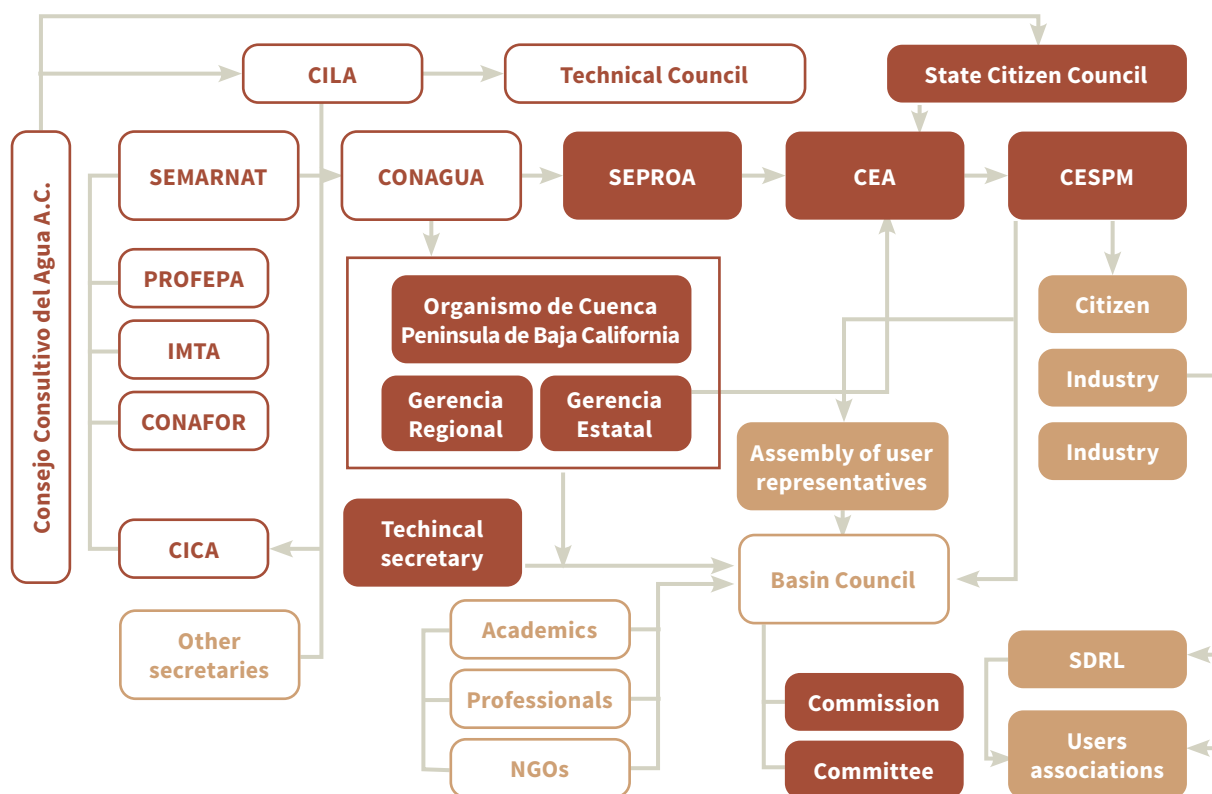 CILA
Technical Council
State Citizen Council
Consejo Consultivo del Agua A.C.
SEMARNAT
CONAGUA
SEPROA
CEA
CESPM
PROFEPA
IMTA
CONAFOR
CICA
Other
secretaries
Organismo de Cuenca
Peninsula de Baja California
Gerencia
Regional
Gerencia
Estatal
Citizen
Industry
Industry
Assembly of user
representatives
Techincal
secretary
Basin Council
Academics
Professionals
NGOs
Commission
Committee
SDRL
Users
associations